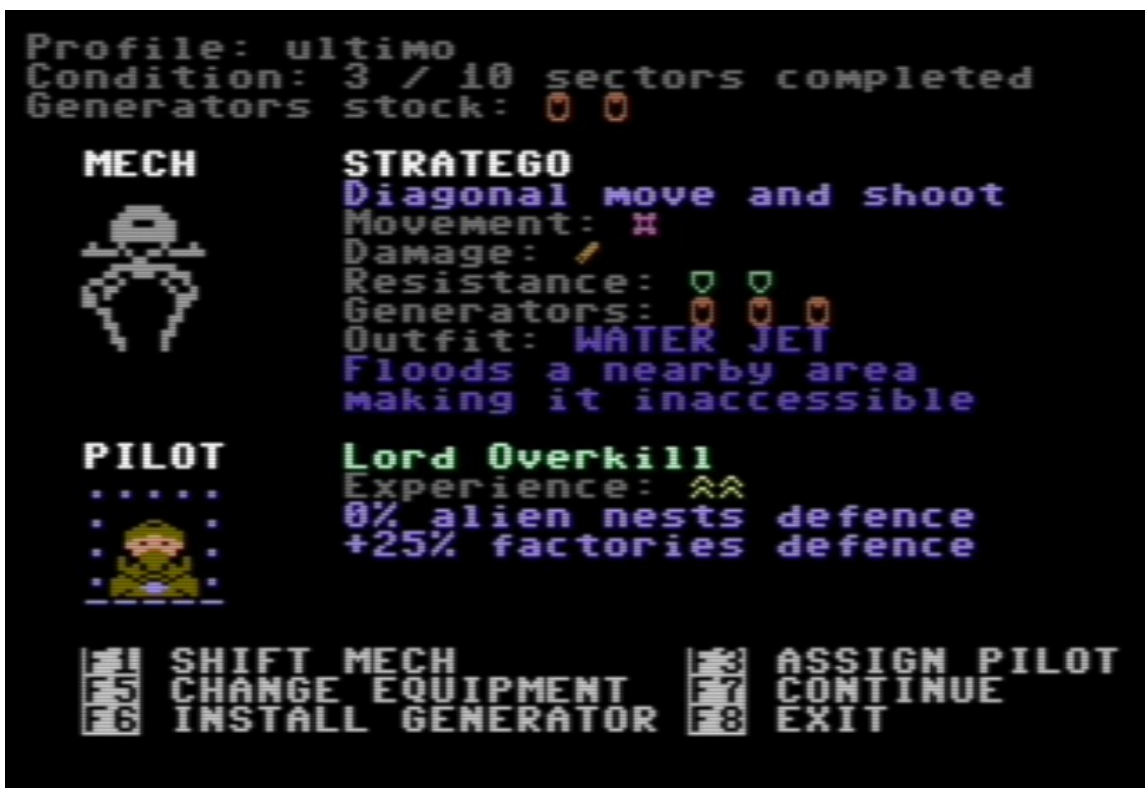 Profile: ultimo
Condition: 3 / 10 sectors completed
Generators stock:
MECH
STRATEGO
Diagonal move and shoot
Movement:
Damage:
Resistance:
Generators:
Outfit: WATER JET
Floods a nearby area
making it inaccessible
PILOT
Lord Overkill
Experience:
0% alien nests defence
+25% factories defence
F1 SHIFT MECH F3 ASSIGN PILOT
F5 CHANGE EQUIPMENT F7 CONTINUE
F6 INSTALL GENERATOR F8 EXIT